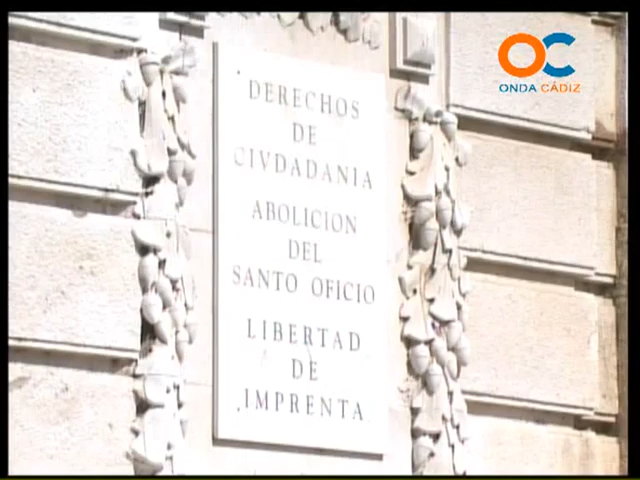 OC
ONDA CÁDIZ
DERECHOS
DE
CIVDADANIA
ABOLICION
DEL
SANTO OFICIO
LIBERTAD
DE
IMPRENTA